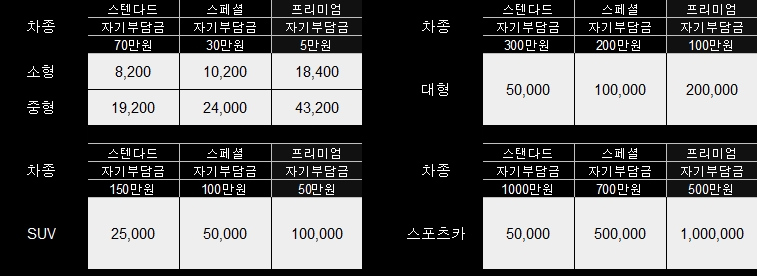 차종 스텐다드 스페셜 프리미엄
자기부담금 자기부담금 자기부담금
70만원 30만원 5만원
소형 8,200 10,200 18,400
중형 19,200 24,000 43,200
차종 스텐다드 스페셜 프리미엄
자기부담금 자기부담금 자기부담금
300만원 200만원 100만원
대형 50,000 100,000 200,000
차종 스텐다드 스페셜 프리미엄
자기부담금 자기부담금 자기부담금
150만원 100만원 50만원
SUV 25,000 50,000 100,000
차종 스탠다드 스페셜 프리미엄
자기부담금 자기부담금 자기부담금
1000만원 700만원 500만원
스포츠카 50,000 500,000 1,000,000